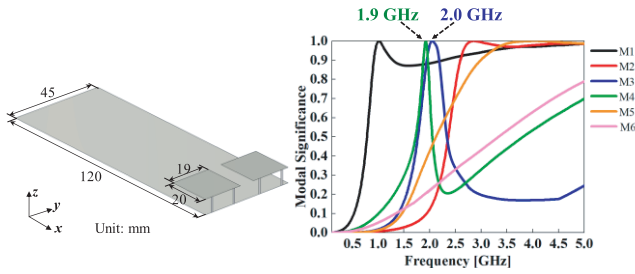 1.9 GHz 2.0 GHz
45
19
20
120
z
y
x
Unit: mm
Modal Significance
1.0
0.9
0.8
0.7
0.6
0.5
0.4
0.3
0.2
0.1
0.0
0.5 1.0 1.5 2.0 2.5 3.0 3.5 4.0 4.5 5.0
Frequency [GHz]
M1
M2
M3
M4
M5
M6